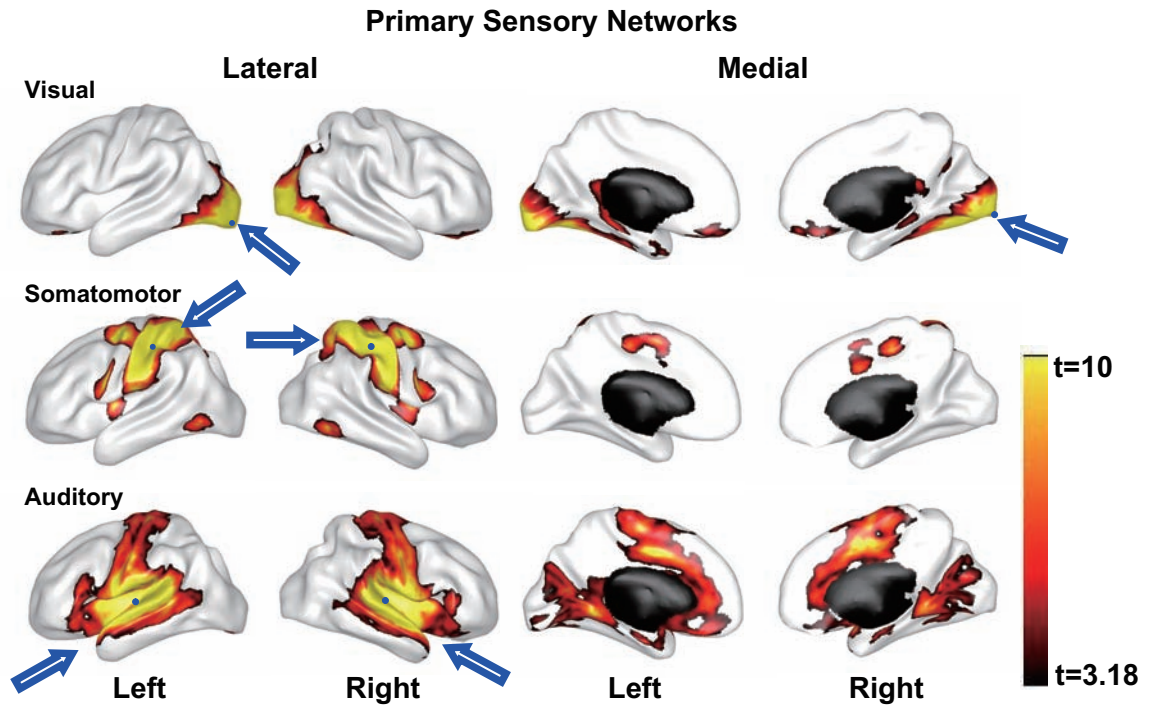 Primary Sensory Networks
Lateral
Medial
Visual
Somatomotor
t=10
Auditory
t=3.18
Left
Right
Left
Right